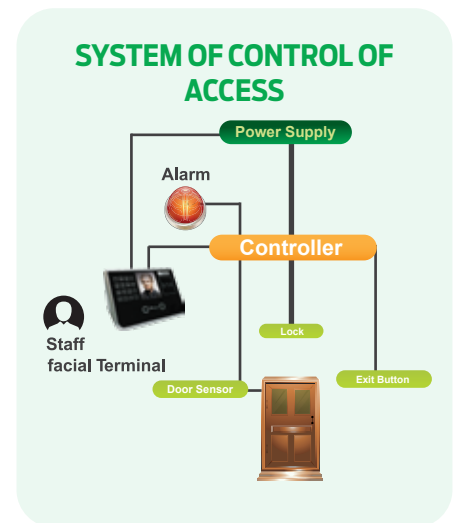 SYSTEM OF CONTROL OF
ACCESS
Power Supply
Alarm
Controller
Lock
Staff
facial Terminal
Door Sensor
Exit Button